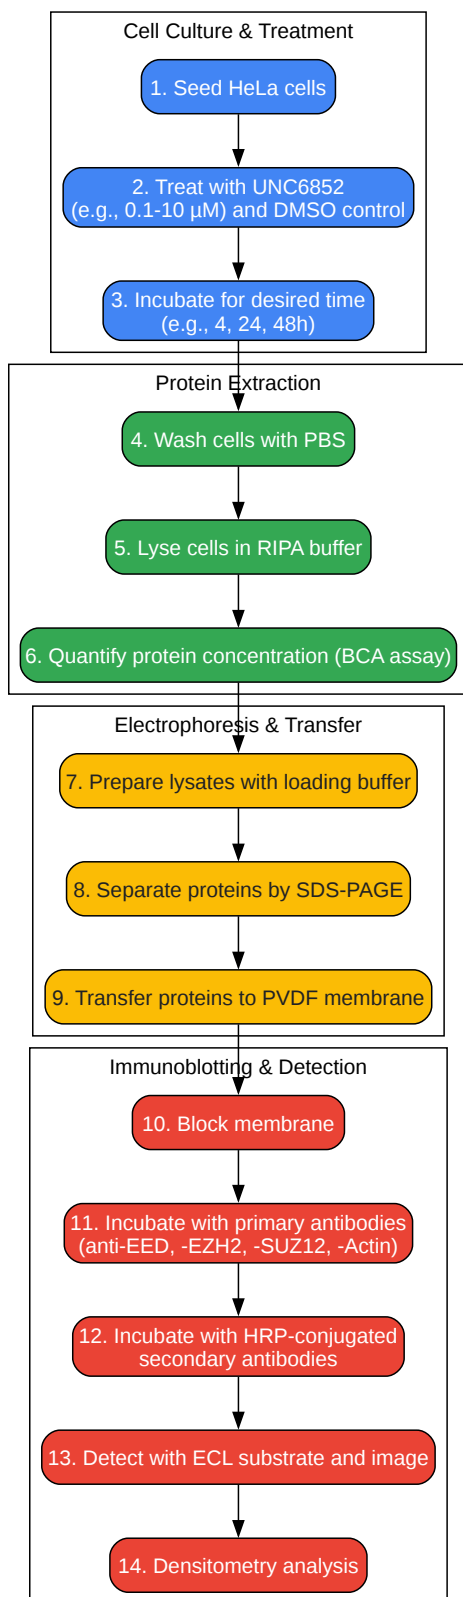 Cell Culture & Treatment
1. Seed HeLa cells
2. Treat with UNC6852
(e.g., 0.1-10 µM) and DMSO control
3. Incubate for desired time
(e.g., 4, 24, 48h)
Protein Extraction
4. Wash cells with PBS
5. Lyse cells in RIPA buffer
6. Quantify protein concentration (BCA assay)
Electrophoresis & Transfer
7. Prepare lysates with loading buffer
8. Separate proteins by SDS-PAGE
9. Transfer proteins to PVDF membrane
Immunoblotting & Detection
10. Block membrane
11. Incubate with primary antibodies
(anti-EED, -EZH2, -SUZ12, -Actin)
12. Incubate with HRP-conjugated
secondary antibodies
13. Detect with ECL substrate and image
14. Densitometry analysis